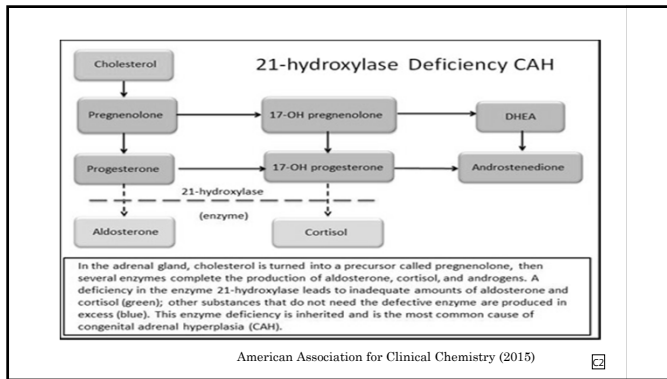 21-hydroxylase Deficiency CAH
Cholesterol
Pregnenolone
17-OH pregnenolone
DHEA
Progesterone
17-OH progesterone
Androstenedione
21-hydroxylase
(enzyme)
Aldosterone
Cortisol
In the adrenal gland, cholesterol is turned into a precursor called pregnenolone, then
several enzymes complete the production of aldosterone, cortisol, and androgens. A
deficiency in the enzyme 21-hydroxylase leads to inadequate amounts of aldosterone and
cortisol (green); other substances that do not need the defective enzyme are produced in
excess (blue). This enzyme deficiency is inherited and is the most common cause of
congenital adrenal hyperplasia (CAH).
American Association for Clinical Chemistry (2015)
C2